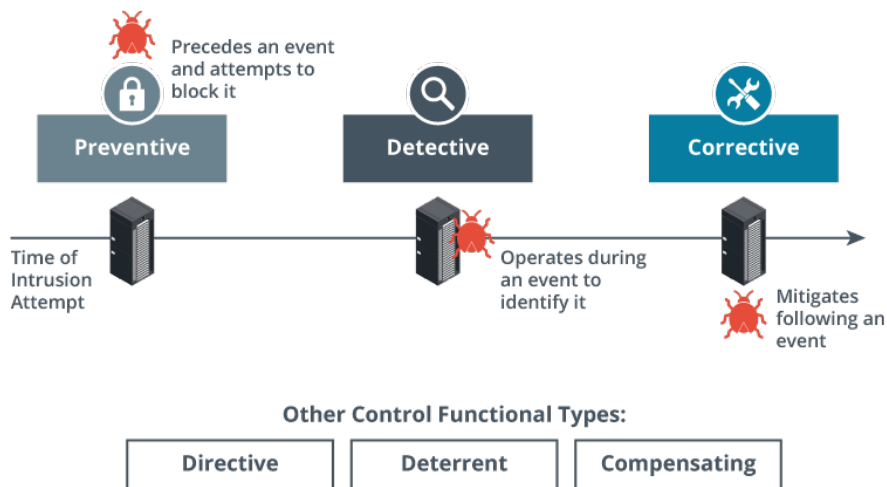 Precedes an event
and attempts to
block it
Preventive
Detective
Corrective
Time of
Intrusion
Attempt
Operates during
an event to
identify it
Mitigates
following an
event
Other Control Functional Types:
Directive
Deterrent
Compensating